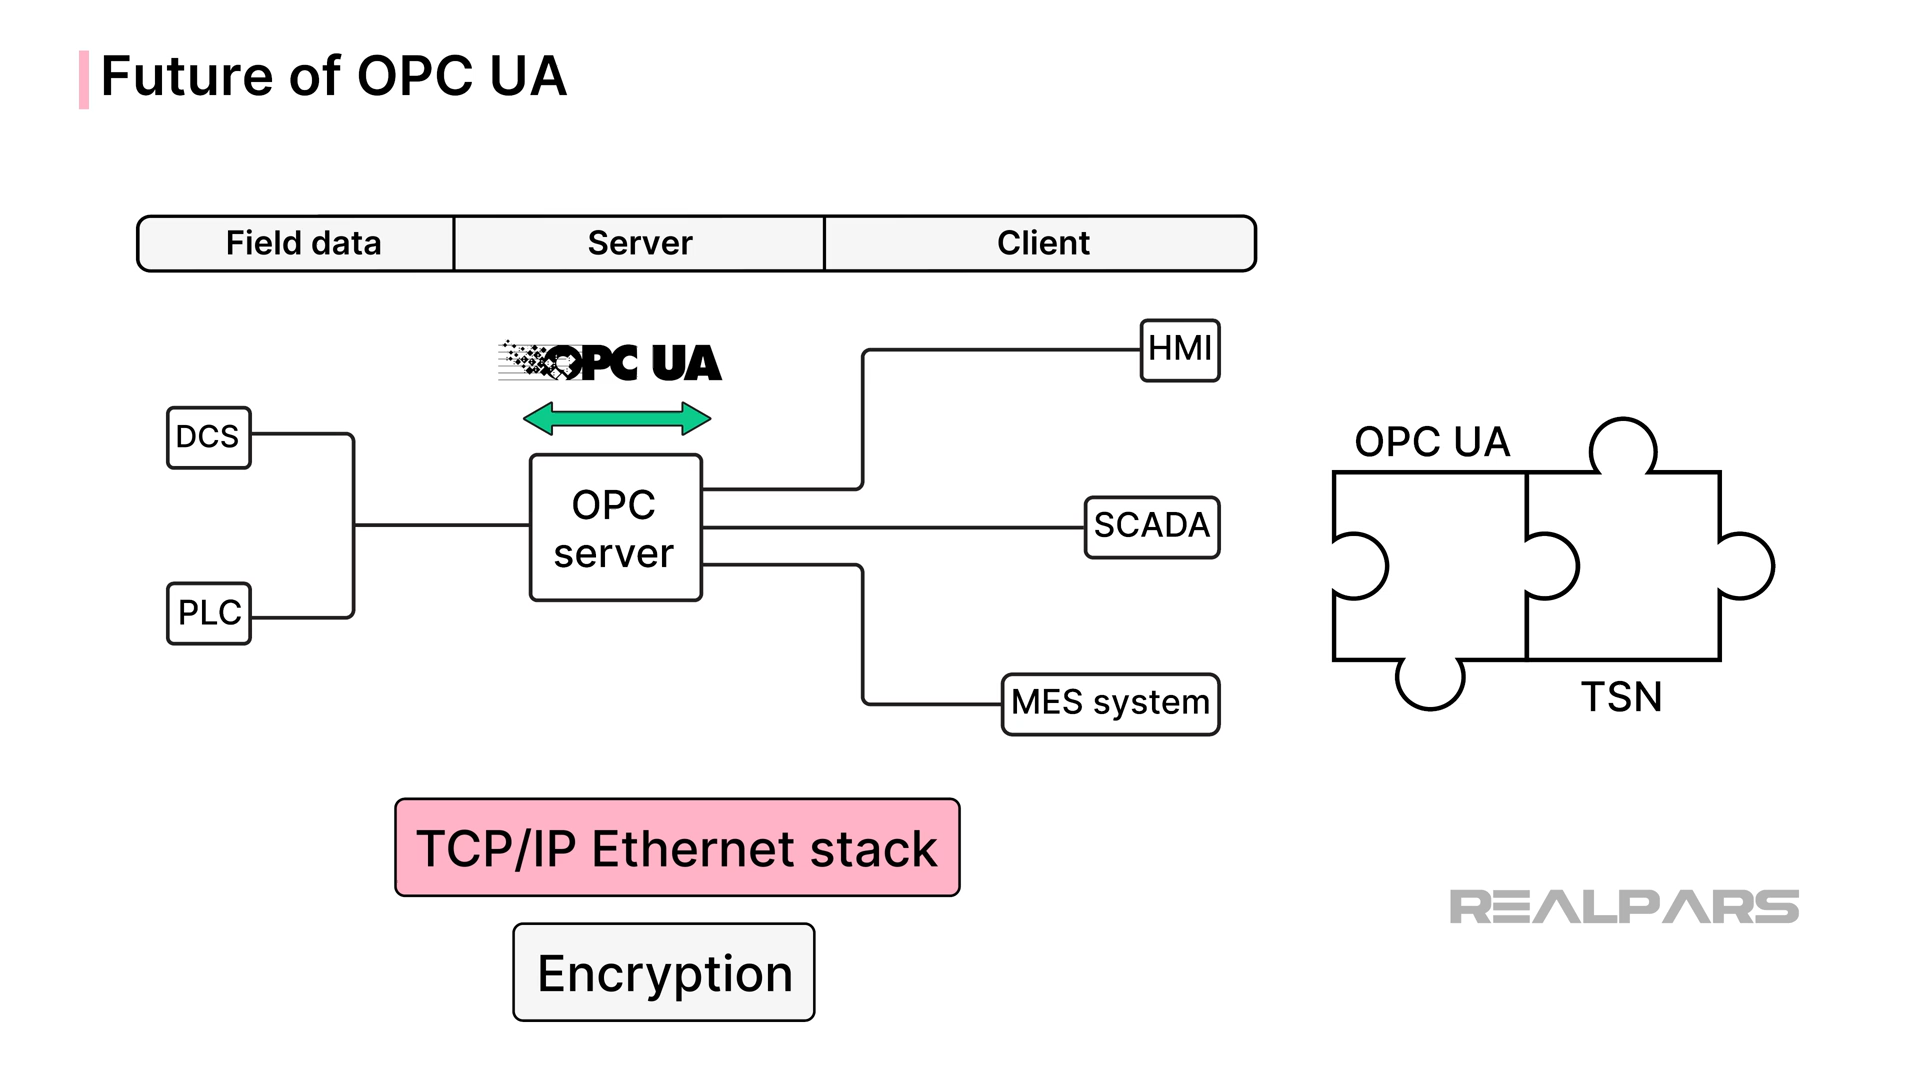 Future of OPC UA
Field data
Server
Client
OPC UA
HMI
DCS
OPC
server
SCADA
PLC
MES system
OPC UA
TSN
TCP/IP Ethernet stack
Encryption
REALPARS